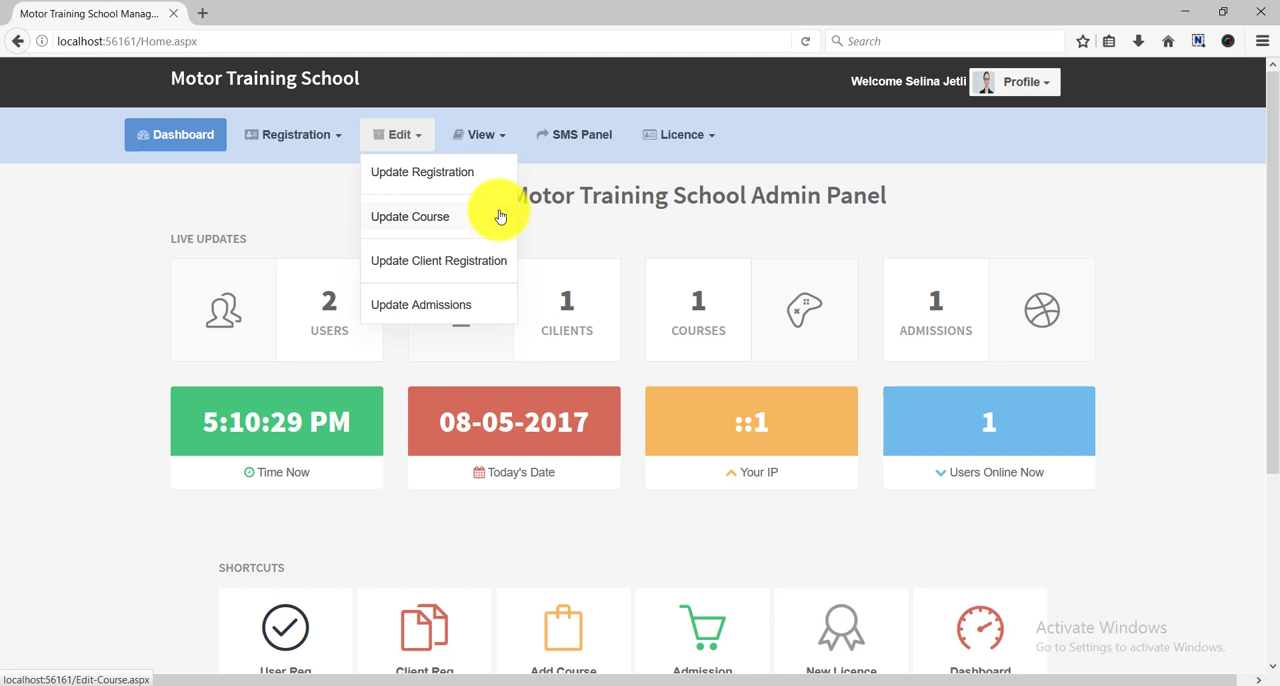 Motor Training School Manag...
localhost:56161/Home.aspx
Search
Motor Training School
Welcome Selina Jetli
Profile
Dashboard
Registration
Edit
View
SMS Panel
Licence
Update Registration
Update Course
Update Client Registration
Update Admissions
Motor Training School Admin Panel
LIVE UPDATES
2
USERS
1
CILIENTS
1
COURSES
1
ADMISSIONS
5:10:29 PM
Time Now
08-05-2017
Today's Date
::1
Your IP
1
Users Online Now
SHORTCUTS
User Reg
Client Reg
Add Course
Admission
New Licence
Dashboard
Activate Windows
Go to Settings to activate Windows.
localhost:56161/Edit-Course.aspx